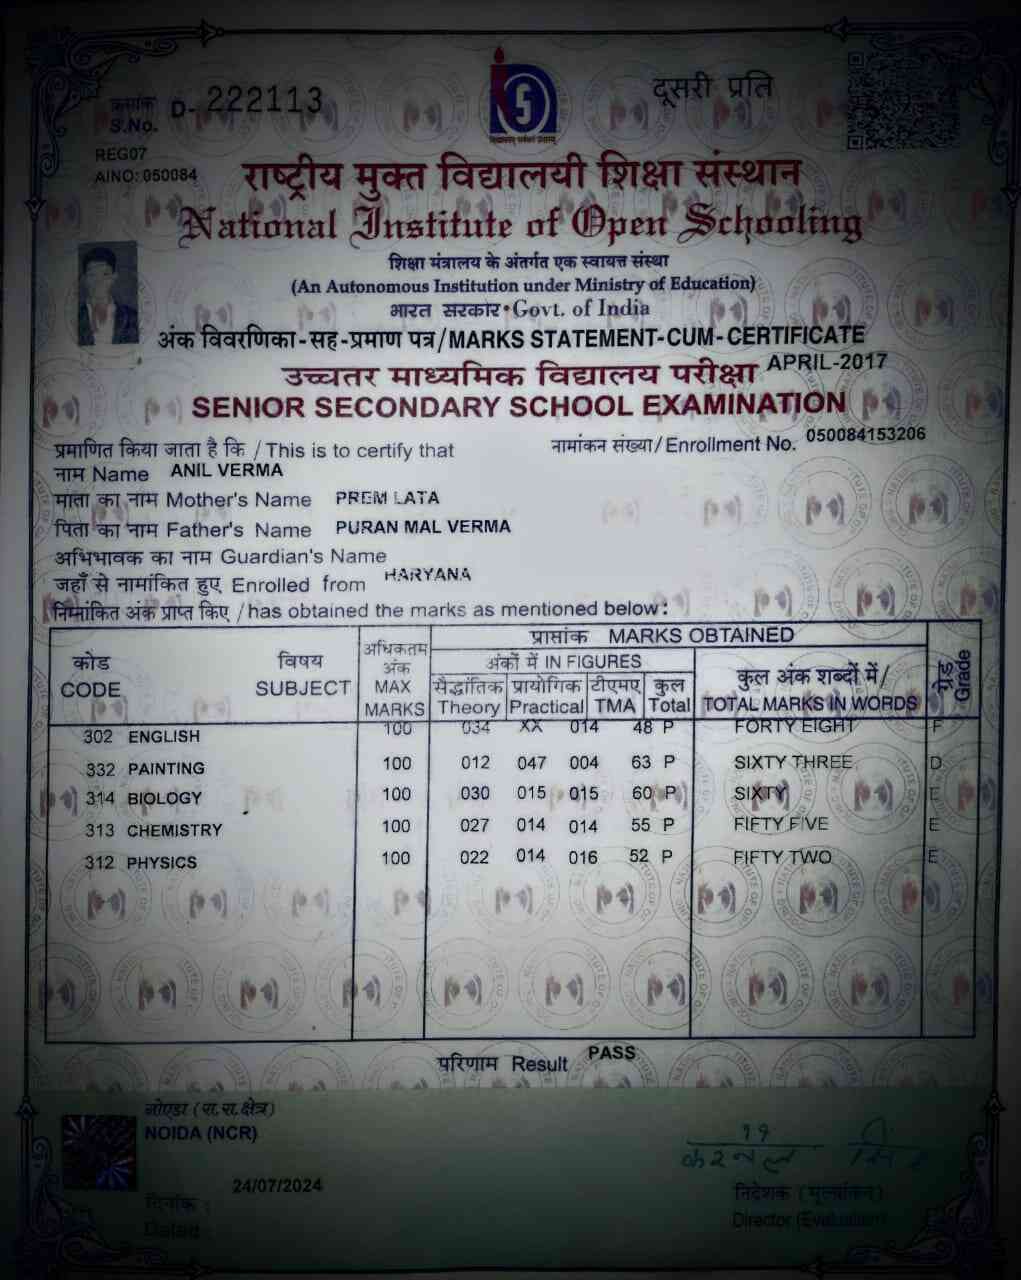 दूसरी प्रति
क्रमांक D- 222113
S.No.
REG07
AINO: 050084
राष्ट्रीय मुक्त विद्यालयी शिक्षा संस्थान
National Institute of Open Schooling
शिक्षा मंत्रालय के अंतर्गत एक स्वायत्त संस्था
(An Autonomous Institution under Ministry of Education)
भारत सरकार•Govt. of India
अंक विवरणिका-सह-प्रमाण पत्र/MARKS STATEMENT-CUM-CERTIFICATE
उच्चतर माध्यमिक विद्यालय परीक्षा APRIL-2017
SENIOR SECONDARY SCHOOL EXAMINATION
प्रमाणित किया जाता है कि / This is to certify that नामांकन संख्या/ Enrollment No. 050084153206
नाम Name ANIL VERMA
माता का नाम Mother's Name PREM LATA
पिता का नाम Father's Name PURAN MAL VERMA
अभिभावक का नाम Guardian's Name
जहाँ से नामांकित हुए Enrolled from HARYANA
निम्नांकित अंक प्राप्त किए / has obtained the marks as mentioned below:
कोड CODE विषय SUBJECT अधिकतम अंक MAX MARKS प्राप्तांक MARKS OBTAINED ग्रेड Grade
अंकों में IN FIGURES कुल अंक शब्दों में/ TOTAL MARKS IN WORDS
सैद्धांतिक Theory प्रायोगिक Practical टीएमए TMA कुल Total
302 ENGLISH 100 034 XX 014 48 P FORTY EIGHT F
332 PAINTING 100 012 047 004 63 P SIXTY THREE D
314 BIOLOGY 100 030 015 015 60 P SIXTY E
313 CHEMISTRY 100 027 014 014 55 P FIFTY FIVE E
312 PHYSICS 100 022 014 016 52 P FIFTY TWO E
परिणाम Result PASS
नोएडा (रा.रा.क्षेत्र)
NOIDA (NCR)
दिनांक : 24/07/2024
Dated :
निदेशक (मूल्यांकन)
Director (Evaluation)